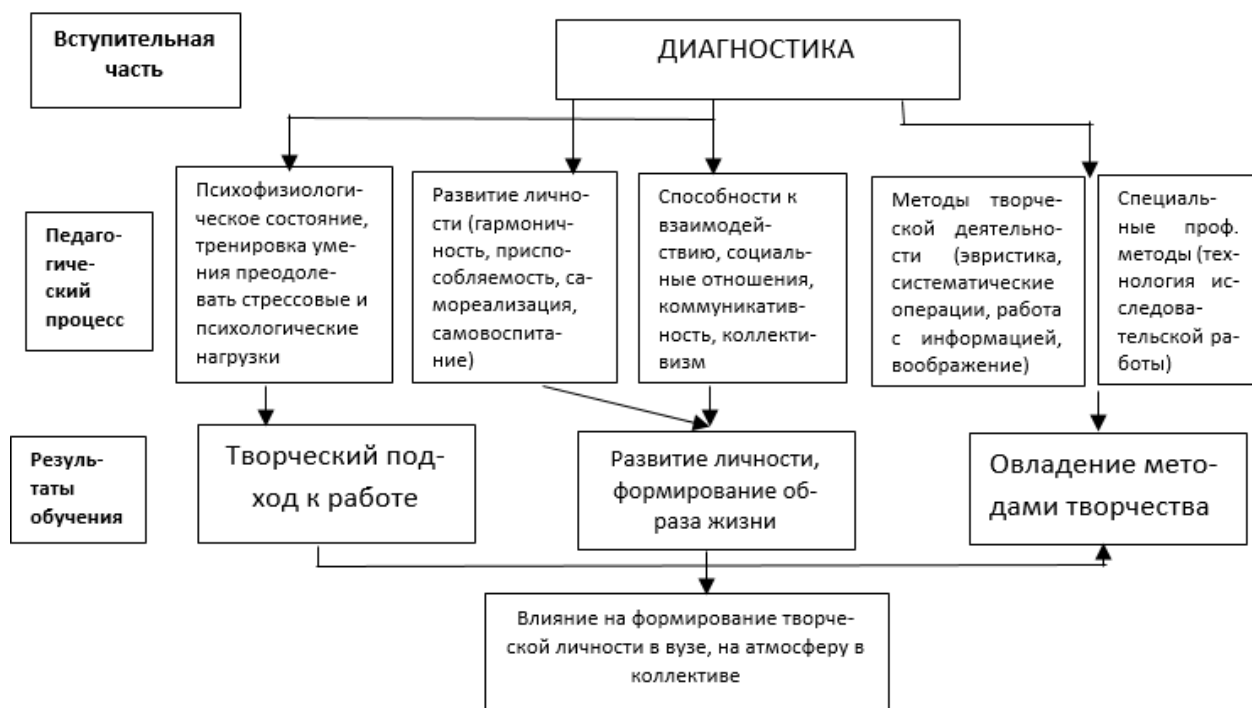 Вступительная
часть
ДИАГНОСТИКА
Педаго-
гичес-
ский
процесс
Психофизиологи-
ческое состояние,
тренировка уме-
ния преодоле-
вать стрессовые и
психологические
нагрузки
Развитие лично-
сти (гармонич-
ность, приспо-
собляемость, са-
мореализация,
самовоспита-
ние)
Способности к
взаимодей-
ствию, социаль-
ные отношения,
коммуникатив-
ность, коллекти-
визм
Методы творче-
ской деятельно-
сти (эвристика,
систематические
операции, работа
с информацией,
воображение)
Специаль-
ные проф.
методы (тех-
нология ис-
следова-
тельской ра-
боты)
Резуль-
таты
обучения
Творческий под-
ход к работе
Развитие личности,
формирование об-
раза жизни
Овладение мето-
дами творчества
Влияние на формирование творче-
ской личности в вузе, на атмосферу в
коллективе